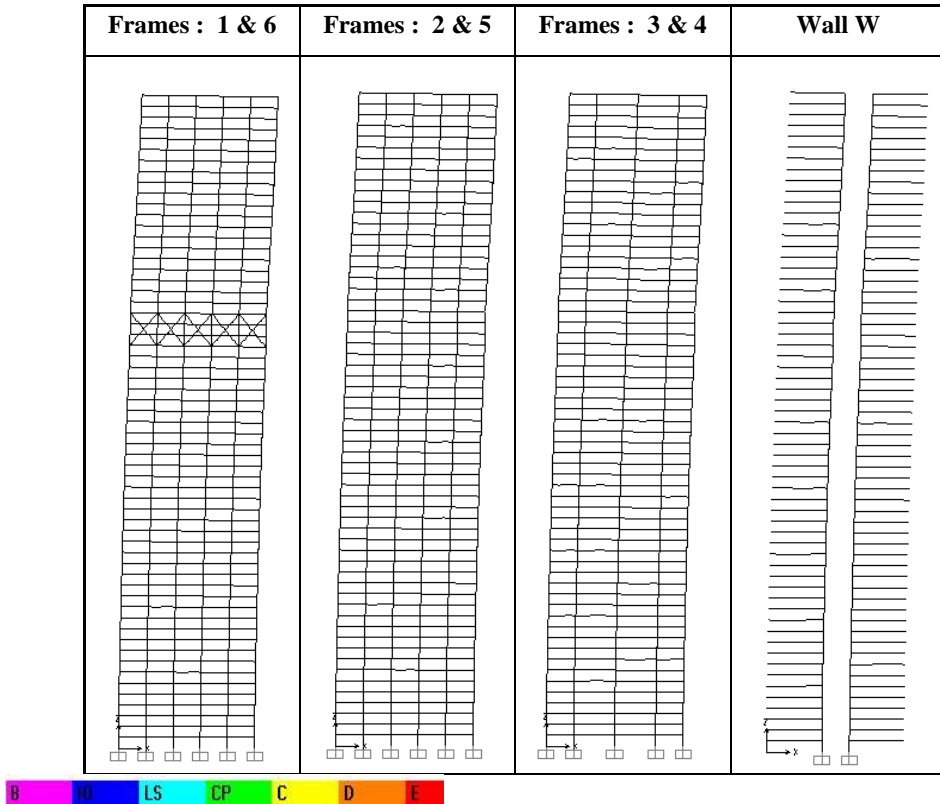 Frames : 1 & 6 Frames : 2 & 5 Frames : 3 & 4 Wall W
Z X
Z X
Z X
Z X
B IO LS CP C D E